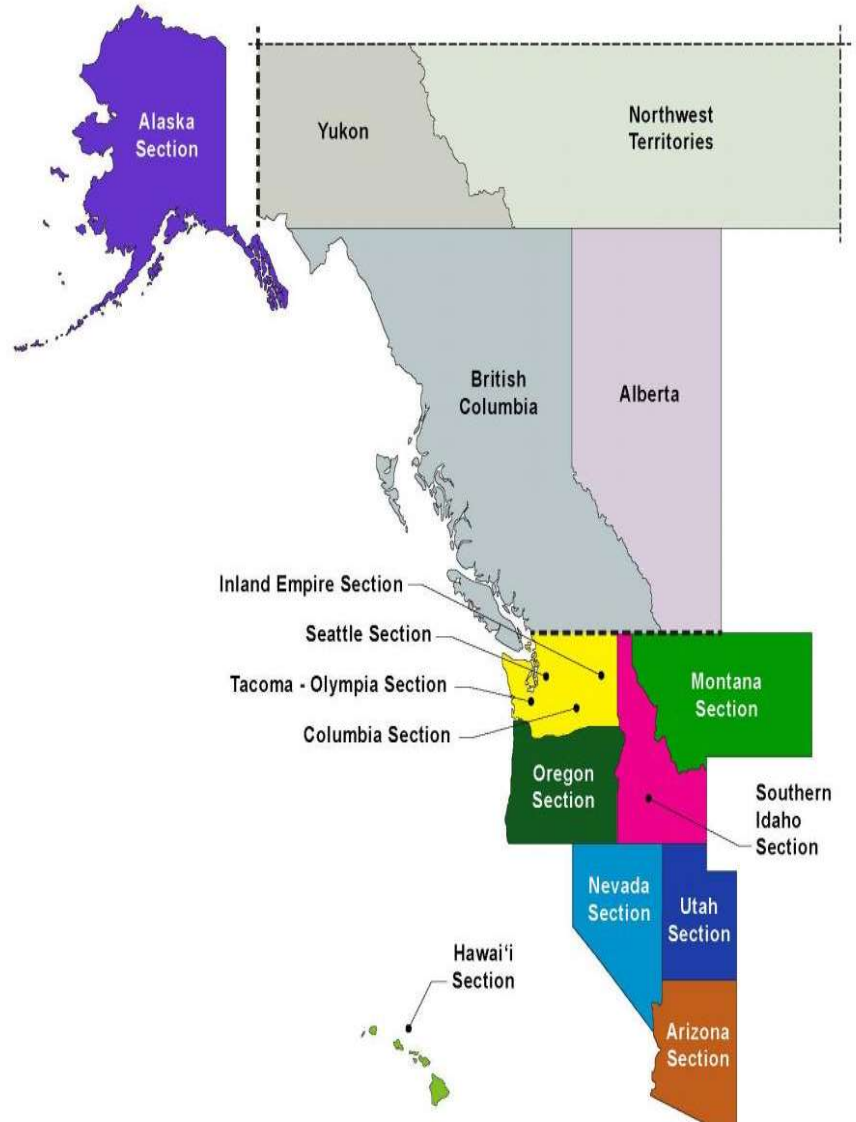 Alaska
Section
Yukon
Northwest
Territories
British
Columbia
Alberta
Inland Empire Section
Seattle Section
Tacoma - Olympia Section
Columbia Section
Montana
Section
Oregon
Section
Southern
Idaho
Section
Nevada
Section
Utah
Section
Hawai‘i
Section
Arizona
Section